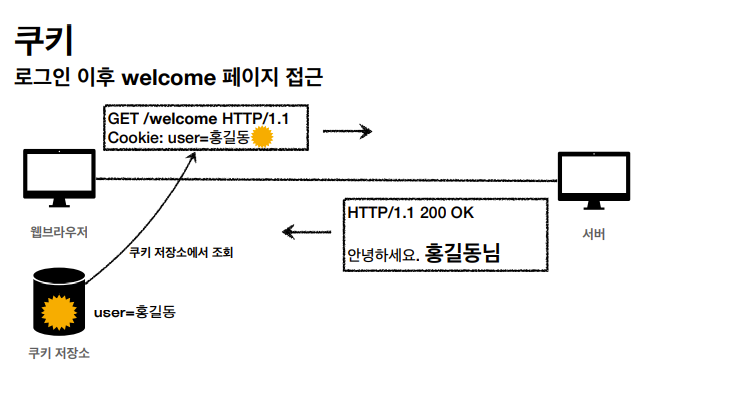 쿠키
로그인 이후 welcome 페이지 접근
GET /welcome HTTP/1.1
Cookie: user=홍길동
웹브라우저
HTTP/1.1 200 OK
안녕하세요. 홍길동님
서버
쿠키 저장소에서 조회
user=홍길동
쿠키 저장소